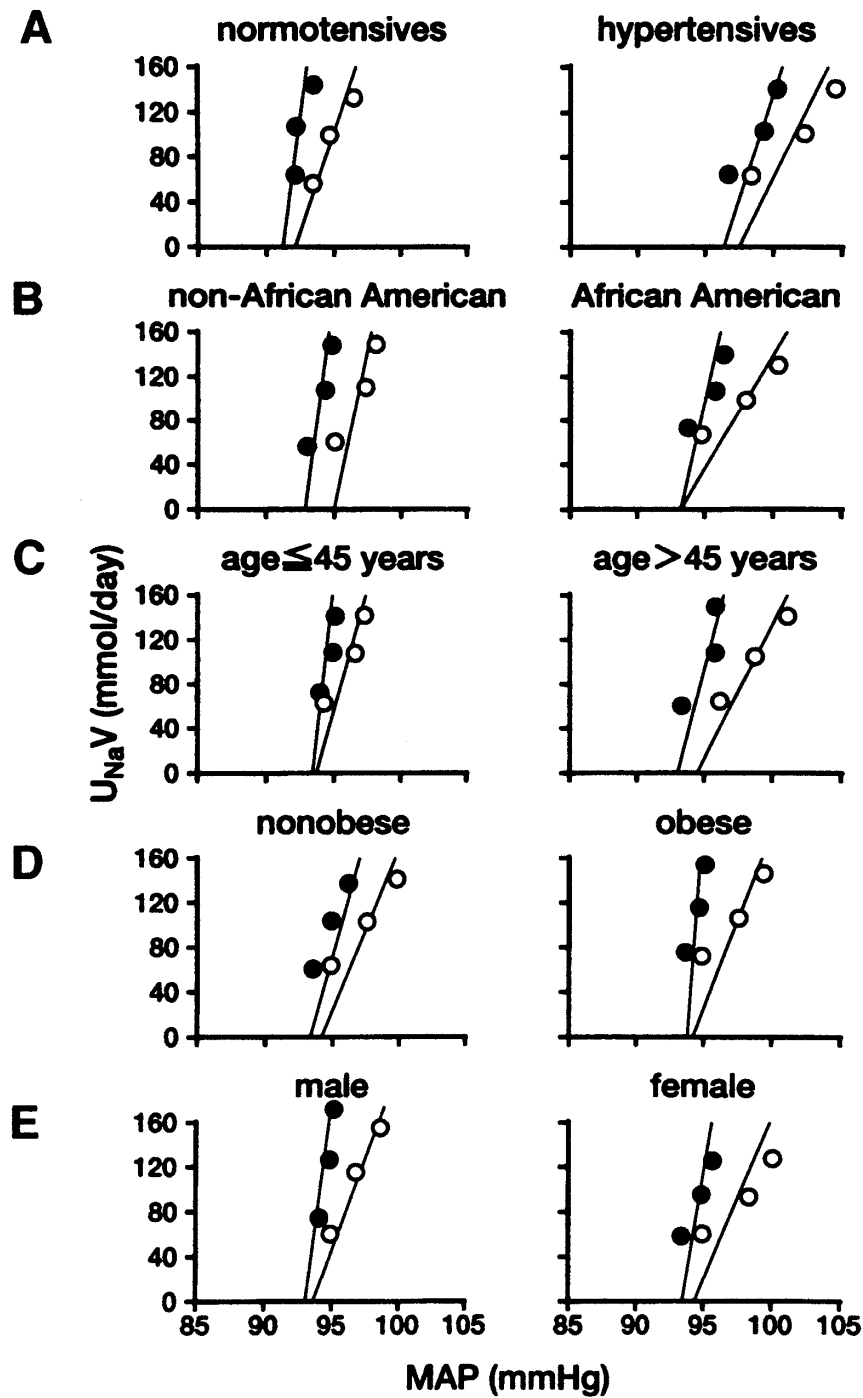 A
normotensives
hypertensives
160
120
80
40
0
B
non-African American
African American
160
120
80
40
0
C
age≦45 years
age>45 years
160
120
80
40
0
U_NaV (mmol/day)
D
nonobese
obese
160
120
80
40
0
E
male
female
160
120
80
40
0
85 90 95 100 105
85 90 95 100 105
MAP (mmHg)